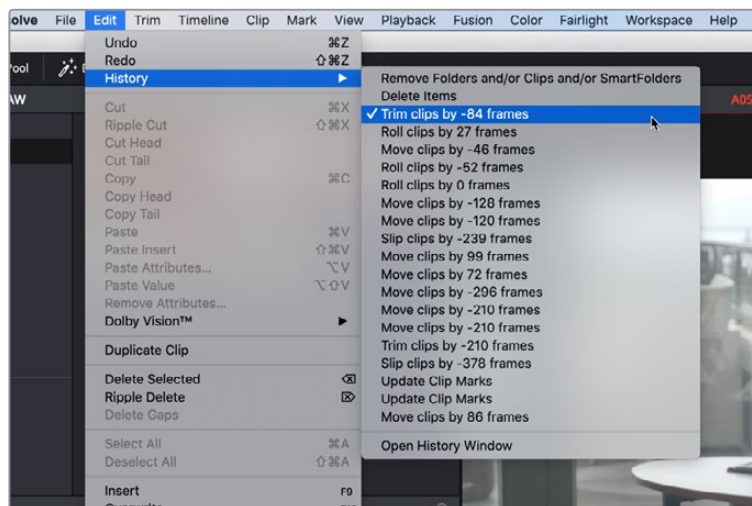 olve File Edit Trim Timeline Clip Mark View Playback Fusion Color Fairlight Workspace Help
ool
AW
A05
Undo ⌘Z
Redo ⇧⌘Z
History ▶
Cut ⌘X
Ripple Cut ⇧⌘X
Cut Head
Cut Tail
Copy ⌘C
Copy Head
Copy Tail
Paste ⌘V
Paste Insert ⇧⌘V
Paste Attributes... ⌥V
Paste Value ⌥⇧V
Remove Attributes...
Dolby Vision™ ▶
Duplicate Clip
Delete Selected ⌫
Ripple Delete ⌦
Delete Gaps
Select All ⌘A
Deselect All ⇧⌘A
Insert F9
Overwrite
Remove Folders and/or Clips and/or SmartFolders
Delete Items
✓ Trim clips by -84 frames
Roll clips by 27 frames
Move clips by -46 frames
Roll clips by -52 frames
Roll clips by 0 frames
Move clips by -128 frames
Move clips by -120 frames
Slip clips by -239 frames
Move clips by 99 frames
Move clips by 72 frames
Move clips by -296 frames
Move clips by -210 frames
Move clips by -210 frames
Trim clips by -210 frames
Slip clips by -378 frames
Update Clip Marks
Update Clip Marks
Move clips by 86 frames
Open History Window